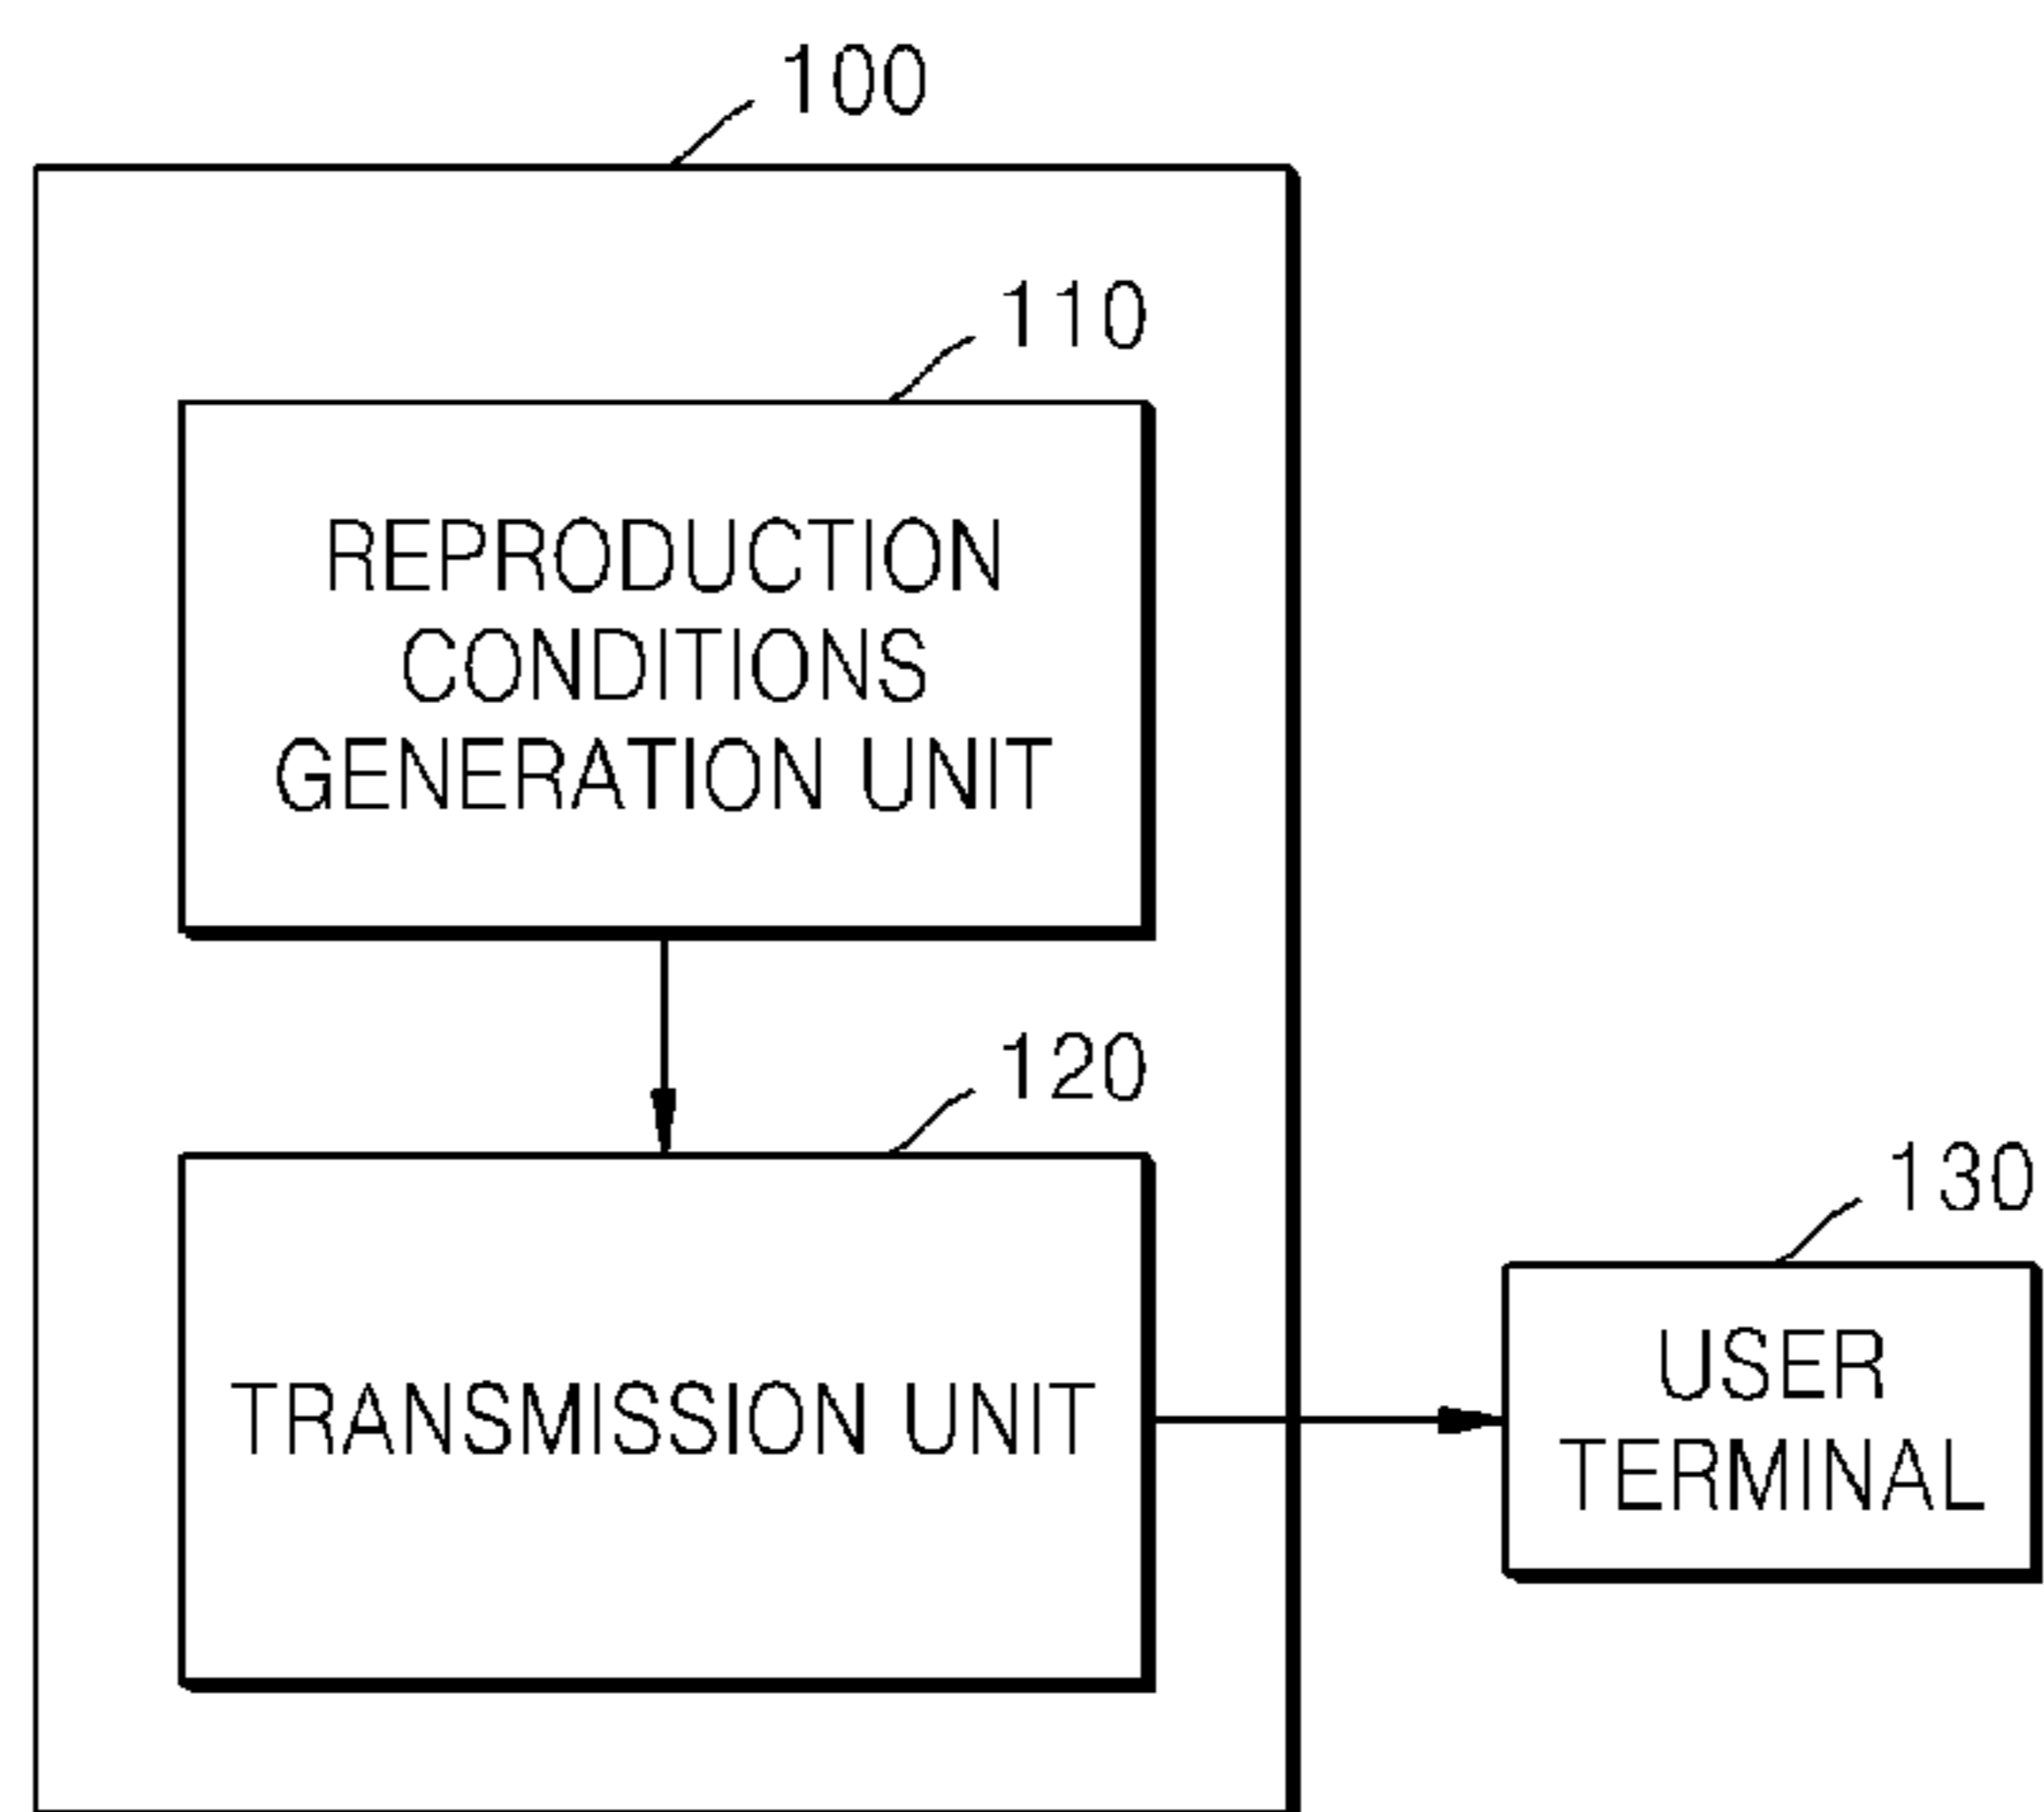 100
110
REPRODUCTION
CONDITIONS
GENERATION UNIT
120
TRANSMISSION UNIT
130
USER
TERMINAL